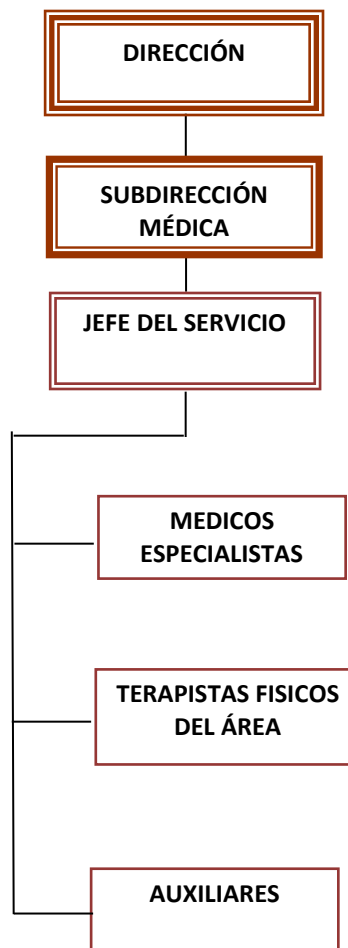 DIRECCIÓN
SUBDIRECCIÓN
MÉDICA
JEFE DEL SERVICIO
MEDICOS
ESPECIALISTAS
TERAPISTAS FISICOS
DEL ÁREA
AUXILIARES